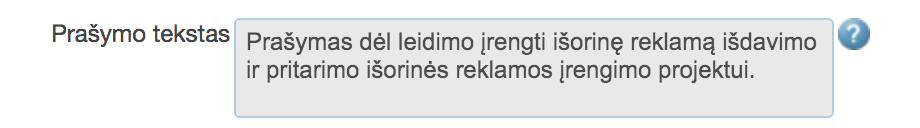 Prašymo tekstas
Prašymas dėl leidimo įrengti išorinę reklamą išdavimo
ir pritarimo išorinės reklamos įrengimo projektui.
?